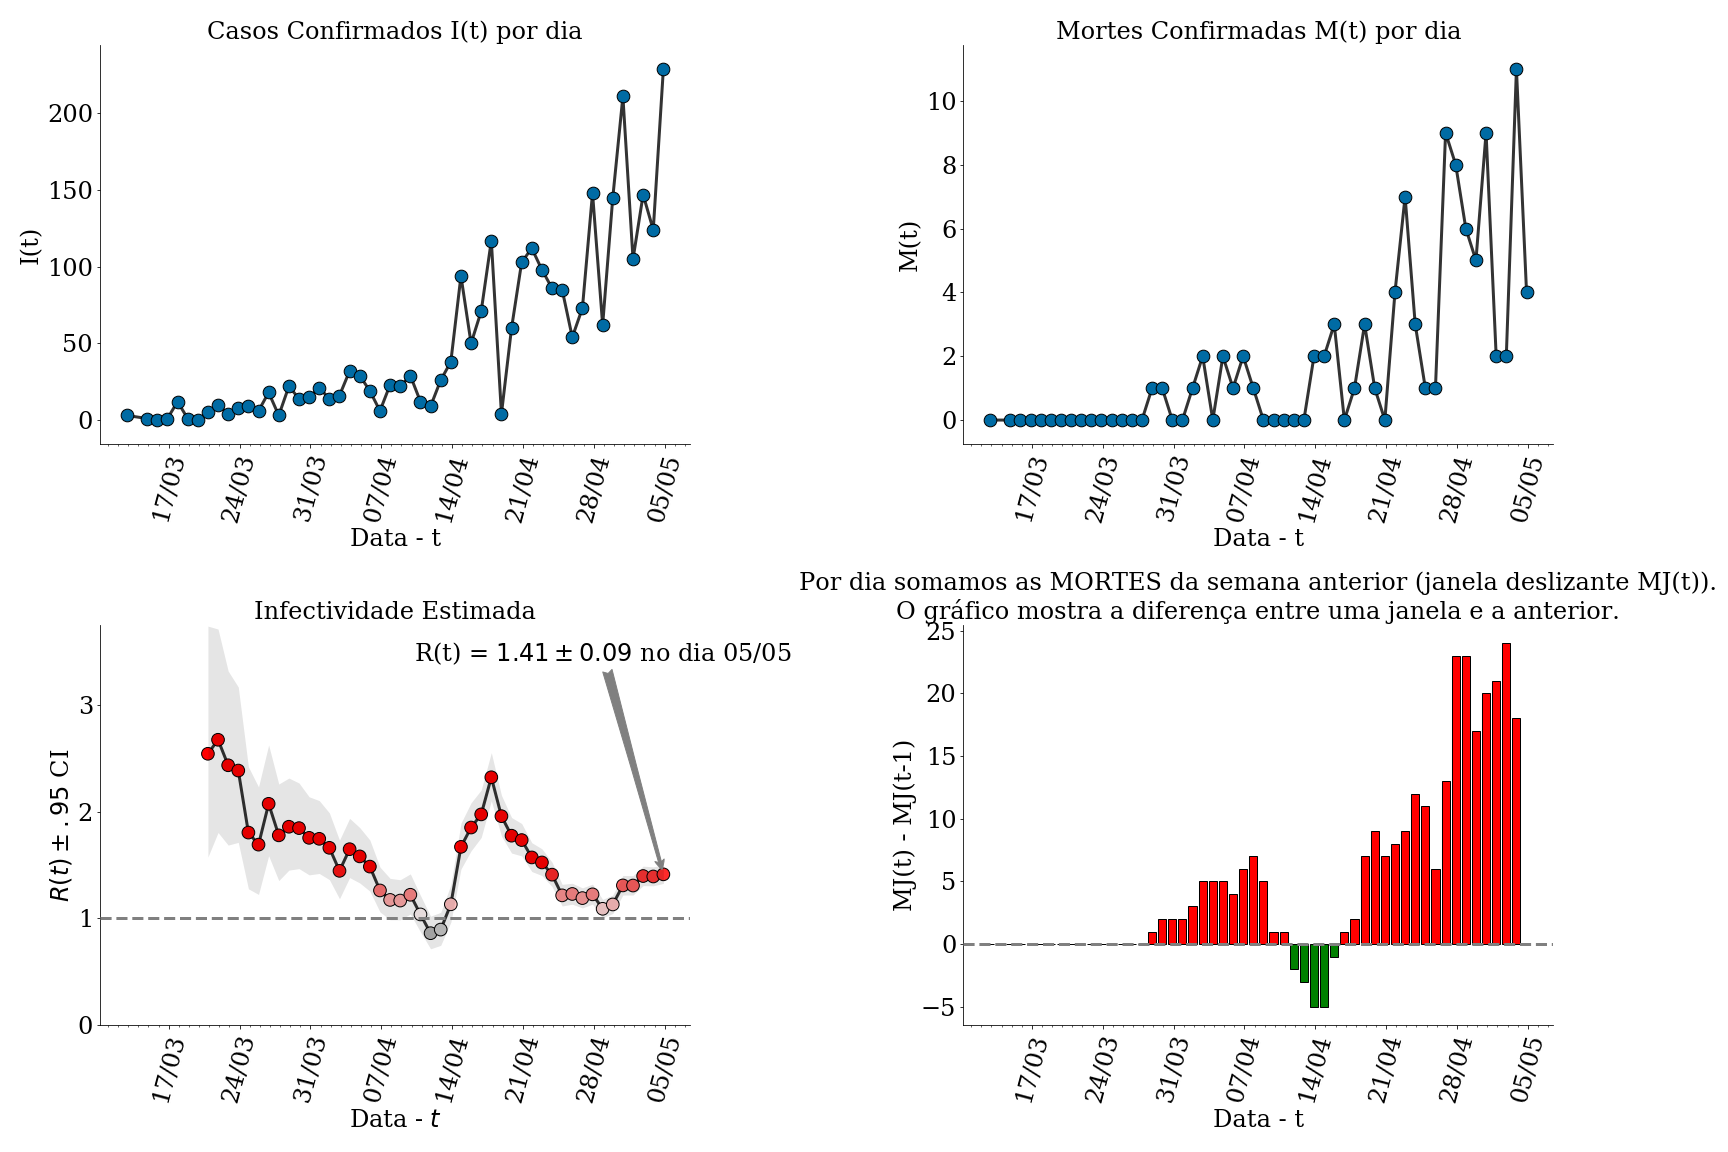 Casos Confirmados I(t) por dia
I(t)
200
150
100
50
0
17/03 24/03 31/03 07/04 14/04 21/04 28/04 05/05
Data - t
Mortes Confirmadas M(t) por dia
M(t)
10
8
6
4
2
0
17/03 24/03 31/03 07/04 14/04 21/04 28/04 05/05
Data - t
Infectividade Estimada
R(t) = 1.41 ± 0.09 no dia 05/05
R(t) ± .95 CI
3
2
1
0
17/03 24/03 31/03 07/04 14/04 21/04 28/04 05/05
Data - t
Por dia somamos as MORTES da semana anterior (janela deslizante MJ(t)).
O gráfico mostra a diferença entre uma janela e a anterior.
MJ(t) - MJ(t-1)
25
20
15
10
5
0
−5
17/03 24/03 31/03 07/04 14/04 21/04 28/04 05/05
Data - t